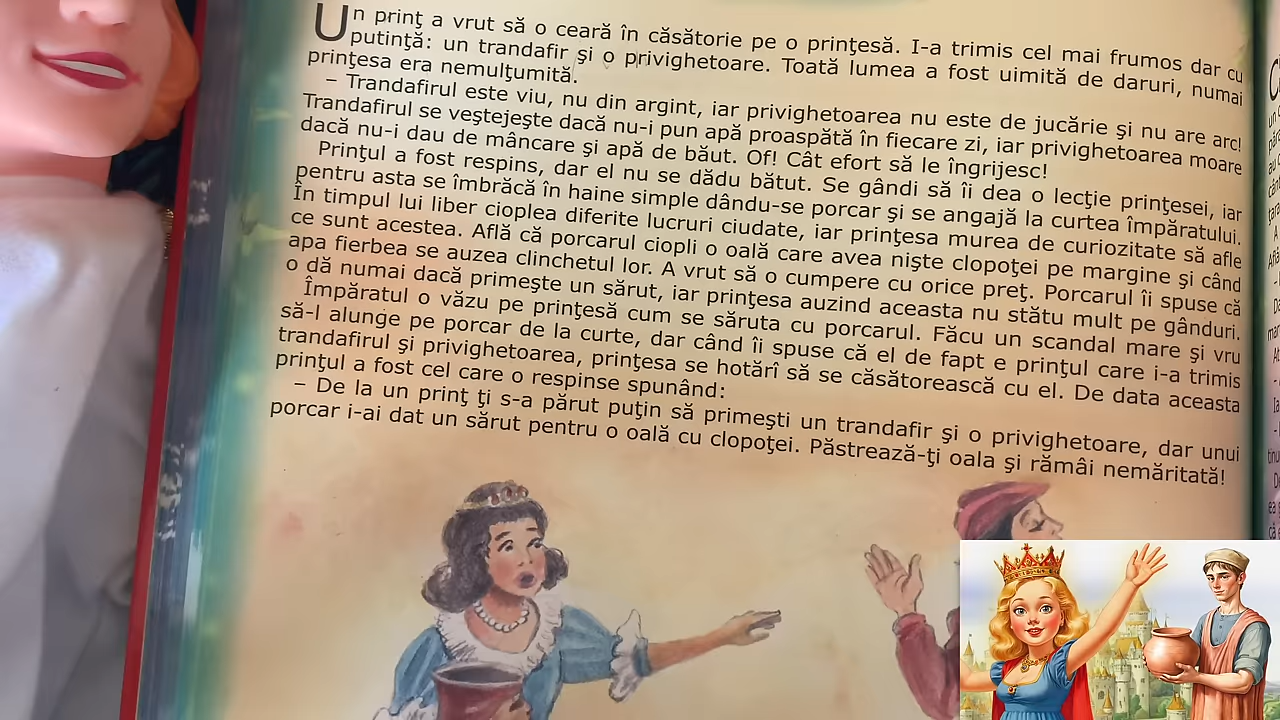 Un prinţ a vrut să o ceară în căsătorie pe o prinţesă. I-a trimis cel mai frumos dar cu
putinţă: un trandafir şi o privighetoare. Toată lumea a fost uimită de daruri, numai
prinţesa era nemulţumită.
– Trandafirul este viu, nu din argint, iar privighetoarea nu este de jucărie şi nu are arc!
Trandafirul se veştejeşte dacă nu-i pun apă proaspătă în fiecare zi, iar privighetoarea moare
dacă nu-i dau de mâncare şi apă de băut. Of! Cât efort să le îngrijesc!
Prinţul a fost respins, dar el nu se dădu bătut. Se gândi să îi dea o lecţie prinţesei, iar
pentru asta se îmbrăcă în haine simple dându-se porcar şi se angajă la curtea împăratului.
În timpul lui liber cioplea diferite lucruri ciudate, iar prinţesa murea de curiozitate să afle
ce sunt acestea. Află că porcarul ciopli o oală care avea nişte clopoţei pe margine şi când
apa fierbea se auzea clinchetul lor. A vrut să o cumpere cu orice preţ. Porcarul îi spuse că
o dă numai dacă primeşte un sărut, iar prinţesa auzind aceasta nu stătu mult pe gânduri.
Împăratul o văzu pe prinţesă cum se săruta cu porcarul. Făcu un scandal mare şi vru
să-l alunge pe porcar de la curte, dar când îi spuse că el de fapt e prinţul care i-a trimis
trandafirul şi privighetoarea, prinţesa se hotărî să se căsătorească cu el. De data aceasta
prinţul a fost cel care o respinse spunând:
– De la un prinţ ţi s-a părut puţin să primeşti un trandafir şi o privighetoare, dar unui
porcar i-ai dat un sărut pentru o oală cu clopoţei. Păstrează-ţi oala şi rămâi nemăritată!